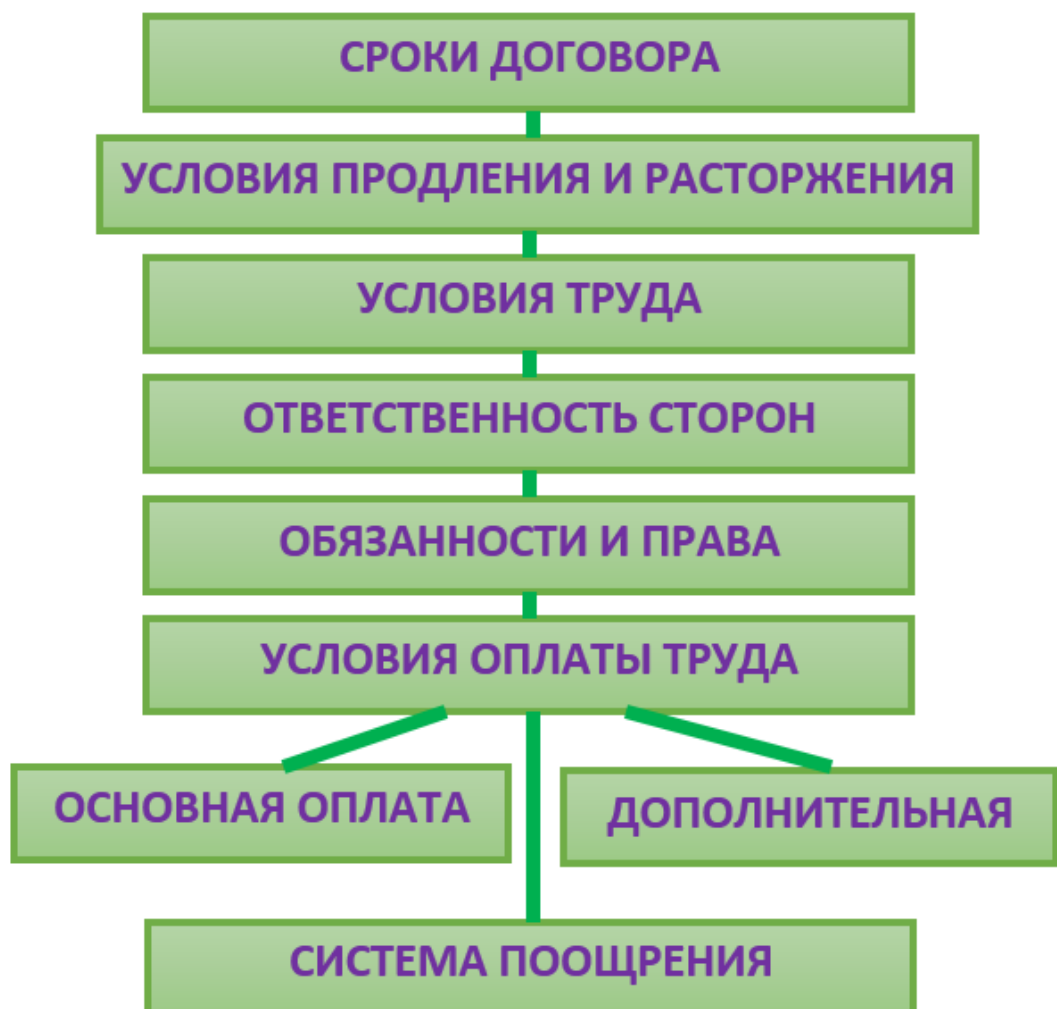 СРОКИ ДОГОВОРА
УСЛОВИЯ ПРОДЛЕНИЯ И РАСТОРЖЕНИЯ
УСЛОВИЯ ТРУДА
ОТВЕТСТВЕННОСТЬ СТОРОН
ОБЯЗАННОСТИ И ПРАВА
УСЛОВИЯ ОПЛАТЫ ТРУДА
ОСНОВНАЯ ОПЛАТА
ДОПОЛНИТЕЛЬНАЯ
СИСТЕМА ПООЩРЕНИЯ